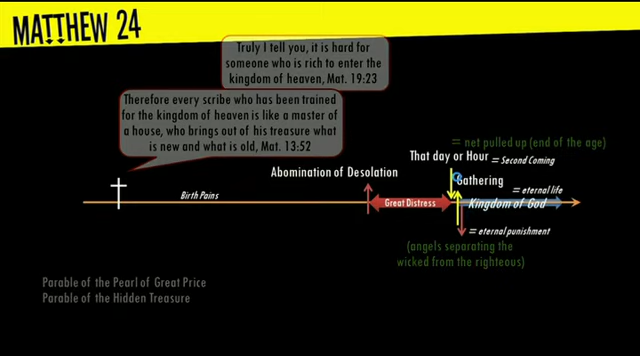 MATTHEW 24
Truly I tell you, it is hard for
someone who is rich to enter the
kingdom of heaven, Mat. 19:23
Therefore every scribe who has been trained
for the kingdom of heaven is like a master of
a house, who brings out of his treasure what
is new and what is old, Mat. 13:52
= net pulled up (end of the age)
That day or Hour = Second Coming
Abomination of Desolation
Gathering
= eternal life
Birth Pains
Great Distress
Kingdom of God
= eternal punishment
(angels separating the
wicked from the righteous)
Parable of the Pearl of Great Price
Parable of the Hidden Treasure